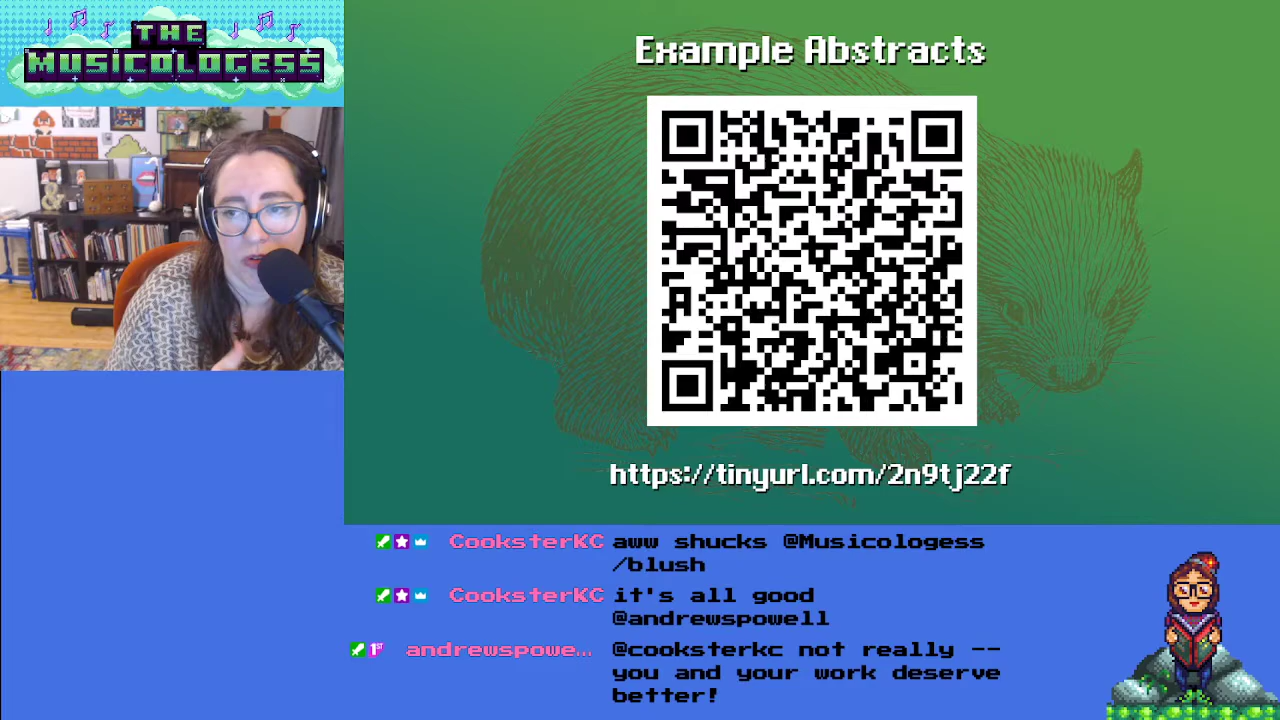 THE
MUSICOLOGESS
Example Abstracts
https://tinyurl.com/2n9tj22f
CooksterKC aww shucks @Musicologess
/blush
CooksterKC it's all good
@andrewspowell
1st andrewspowe... @cooksterkc not really --
you and your work deserve
better!